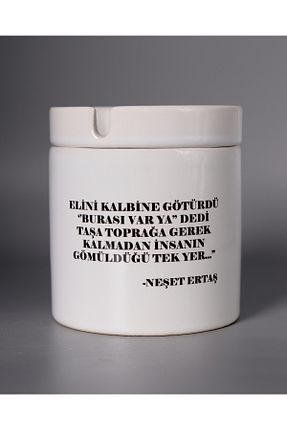 ELİNİ KALBİNE GÖTÜRDÜ
“BURASI VAR YA” DEDİ
TAŞA TOPRAĞA GEREK
KALMADAN İNSANIN
GÖMÜLDÜĞÜ TEK YER...”
-NEŞET ERTAŞ